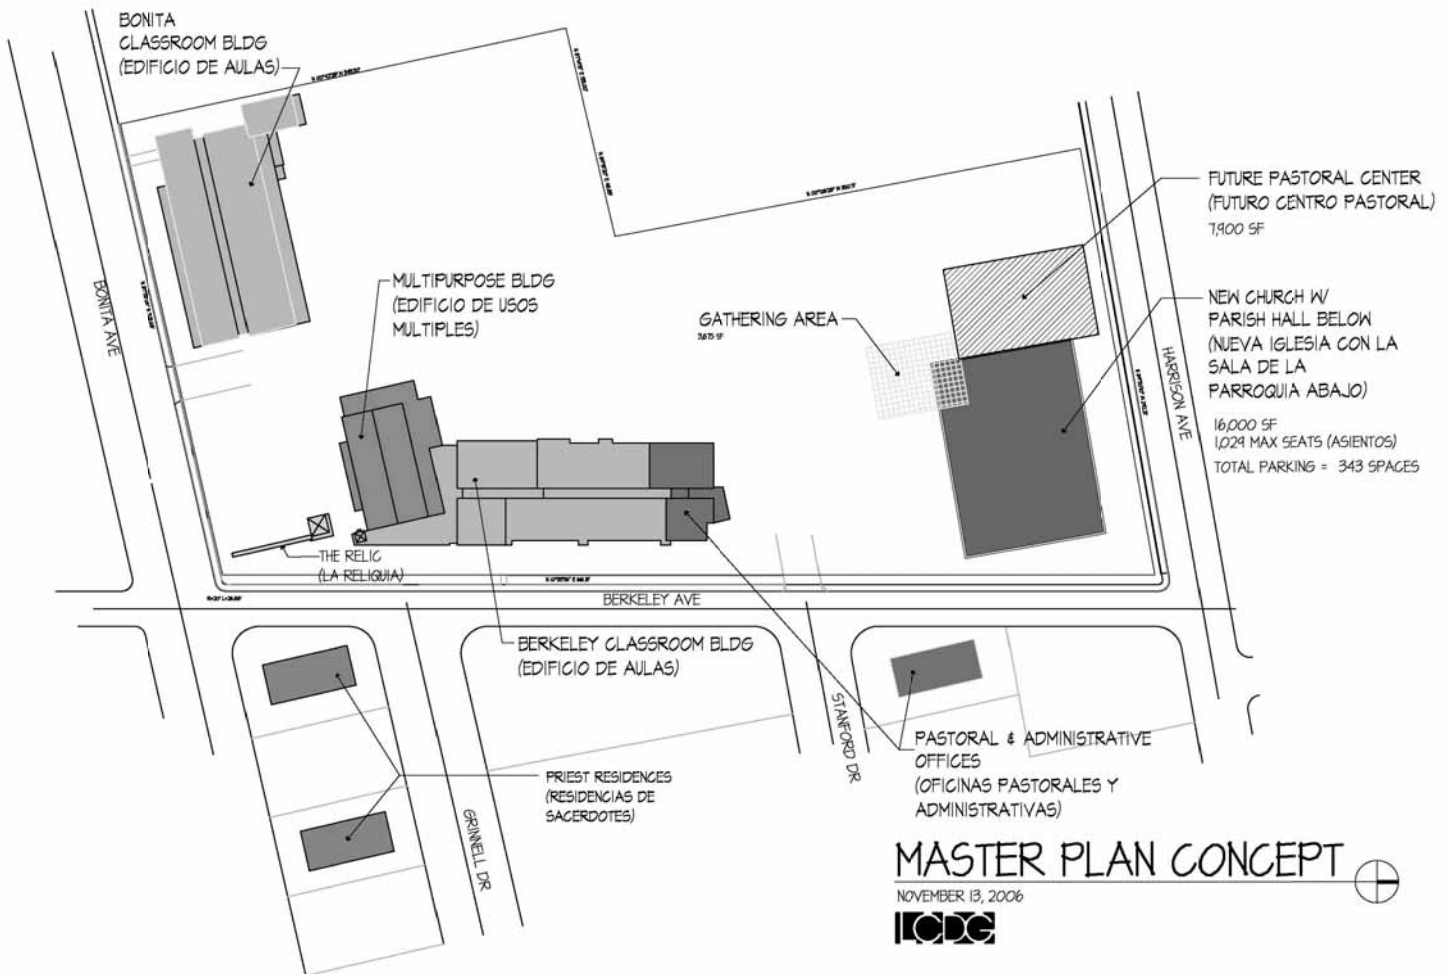 BONITA
CLASSROOM BLDG
(EDIFICIO DE AULAS)
FUTURE PASTORAL CENTER
(FUTURO CENTRO PASTORAL)
7,900 SF
MULTIPURPOSE BLDG
(EDIFICIO DE USOS
MULTIPLES)
GATHERING AREA
NEW CHURCH W/
PARISH HALL BELOW
(NUEVA IGLESIA CON LA
SALA DE LA
PARROQUIA ABAJO)
16,000 SF
1,029 MAX SEATS (ASIENTOS)
TOTAL PARKING = 343 SPACES
BONITA AVE
HARRISON AVE
THE RELIC
(LA RELIQUIA)
BERKELEY AVE
BERKELEY CLASSROOM BLDG
(EDIFICIO DE AULAS)
STANFORD DR
PASTORAL & ADMINISTRATIVE
OFFICES
(OFICINAS PASTORALES Y
ADMINISTRATIVAS)
PRIEST RESIDENCES
(RESIDENCIAS DE
SACERDOTES)
GRINNELL DR
MASTER PLAN CONCEPT
NOVEMBER 13, 2006
LCDG